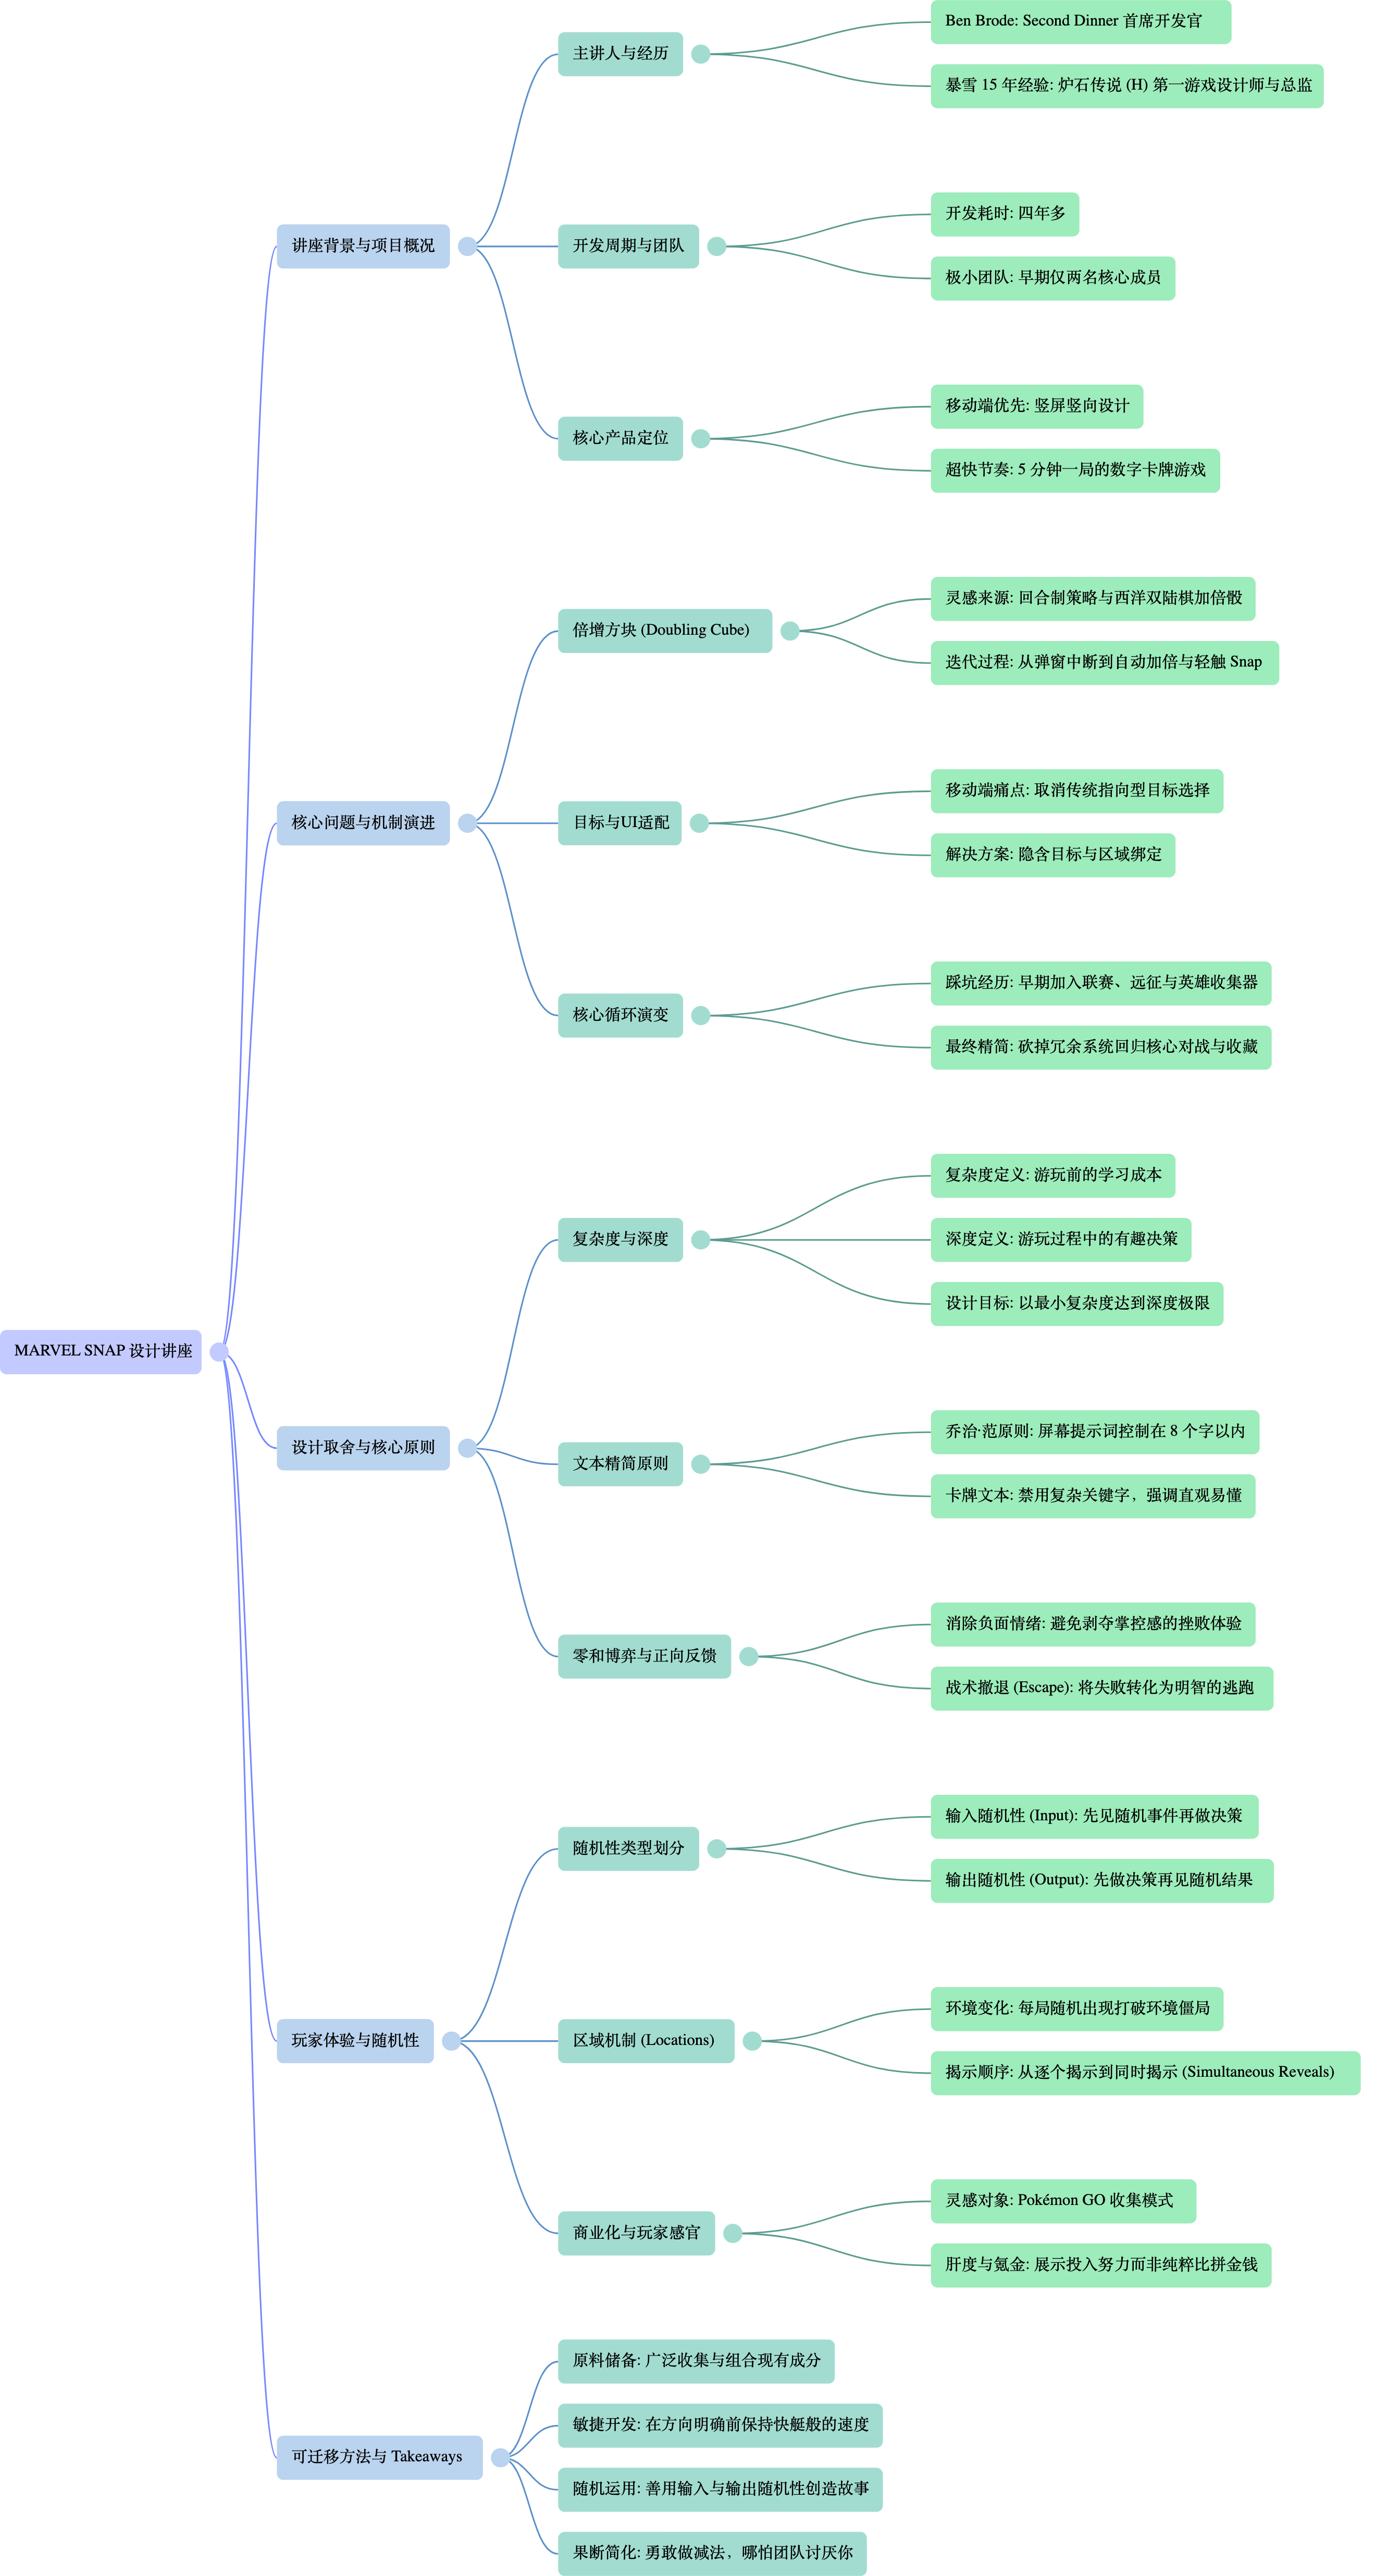 MARVEL SNAP 设计讲座
讲座背景与项目概况
主讲人与经历
Ben Brode: Second Dinner 首席开发官
暴雪 15 年经验: 炉石传说 (H) 第一游戏设计师与总监
开发周期与团队
开发耗时: 四年多
极小团队: 早期仅两名核心成员
核心产品定位
移动端优先: 竖屏竖向设计
超快节奏: 5 分钟一局的数字卡牌游戏
核心问题与机制演进
倍增方块 (Doubling Cube)
灵感来源: 回合制策略与西洋双陆棋加倍骰
迭代过程: 从弹窗中断到自动加倍与轻触 Snap
目标与UI适配
移动端痛点: 取消传统指向型目标选择
解决方案: 隐含目标与区域绑定
核心循环演变
踩坑经历: 早期加入联赛、远征与英雄收集器
最终精简: 砍掉冗余系统回归核心对战与收藏
设计取舍与核心原则
复杂度与深度
复杂度定义: 游玩前的学习成本
深度定义: 游玩过程中的有趣决策
设计目标: 以最小复杂度达到深度极限
文本精简原则
乔治·范原则: 屏幕提示词控制在 8 个字以内
卡牌文本: 禁用复杂关键字，强调直观易懂
零和博弈与正向反馈
消除负面情绪: 避免剥夺掌控感的挫败体验
战术撤退 (Escape): 将失败转化为明智的逃跑
玩家体验与随机性
随机性类型划分
输入随机性 (Input): 先见随机事件再做决策
输出随机性 (Output): 先做决策再见随机结果
区域机制 (Locations)
环境变化: 每局随机出现打破环境僵局
揭示顺序: 从逐个揭示到同时揭示 (Simultaneous Reveals)
商业化与玩家感官
灵感对象: Pokémon GO 收集模式
肝度与氪金: 展示投入努力而非纯粹比拼金钱
可迁移方法与 Takeaways
原料储备: 广泛收集与组合现有成分
敏捷开发: 在方向明确前保持快艇般的速度
随机运用: 善用输入与输出随机性创造故事
果断简化: 勇敢做减法，哪怕团队讨厌你